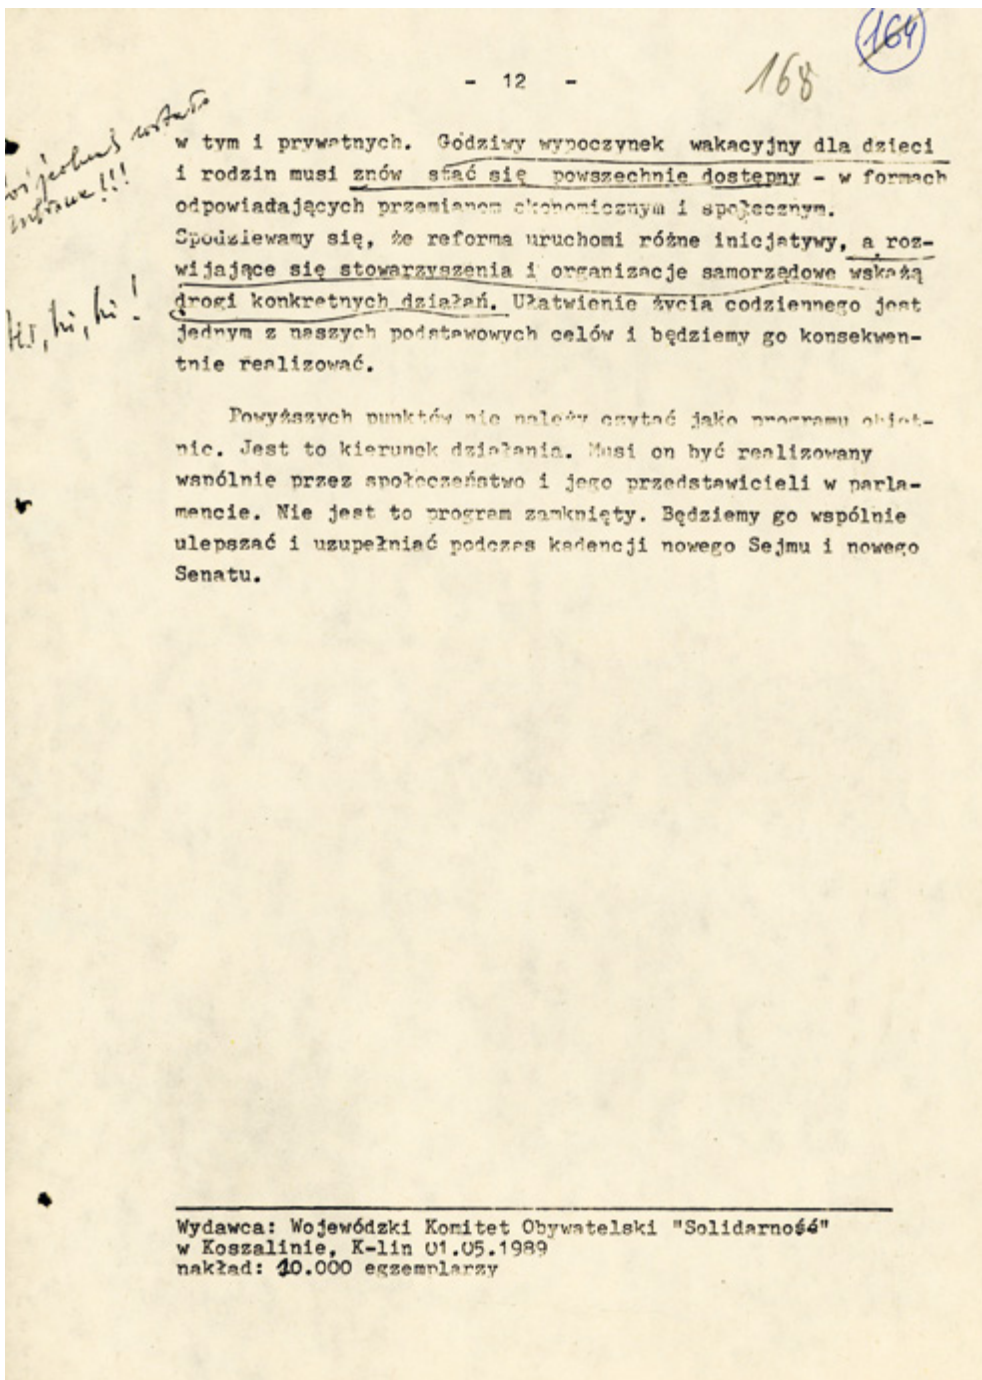 164
168
- 12 -
w tym i prywatnych. Godziwy wypoczynek wakacyjny dla dzieci
i rodzin musi znów stać się powszechnie dostępny - w formach
odpowiadających przemianom ekonomicznym i społecznym.
Spodziewamy się, że reforma uruchomi różne inicjatywy, a roz-
wijające się stowarzyszenia i organizacje samorządowe wskażą
drogi konkretnych działań. Ułatwienie życia codziennego jest
jednym z naszych podstawowych celów i będziemy go konsekwen-
tnie realizować.
Hi, hi, hi!
Powyższych punktów nie należy czytać jako programu obiet-
nic. Jest to kierunek działania. Musi on być realizowany
wspólnie przez społeczeństwo i jego przedstawicieli w parla-
mencie. Nie jest to program zamknięty. Będziemy go wspólnie
ulepszać i uzupełniać podczas kadencji nowego Sejmu i nowego
Senatu.
Wydawca: Wojewódzki Komitet Obywatelski "Solidarność"
w Koszalinie, K-lin 01.05.1989
nakład: 10.000 egzemplarzy